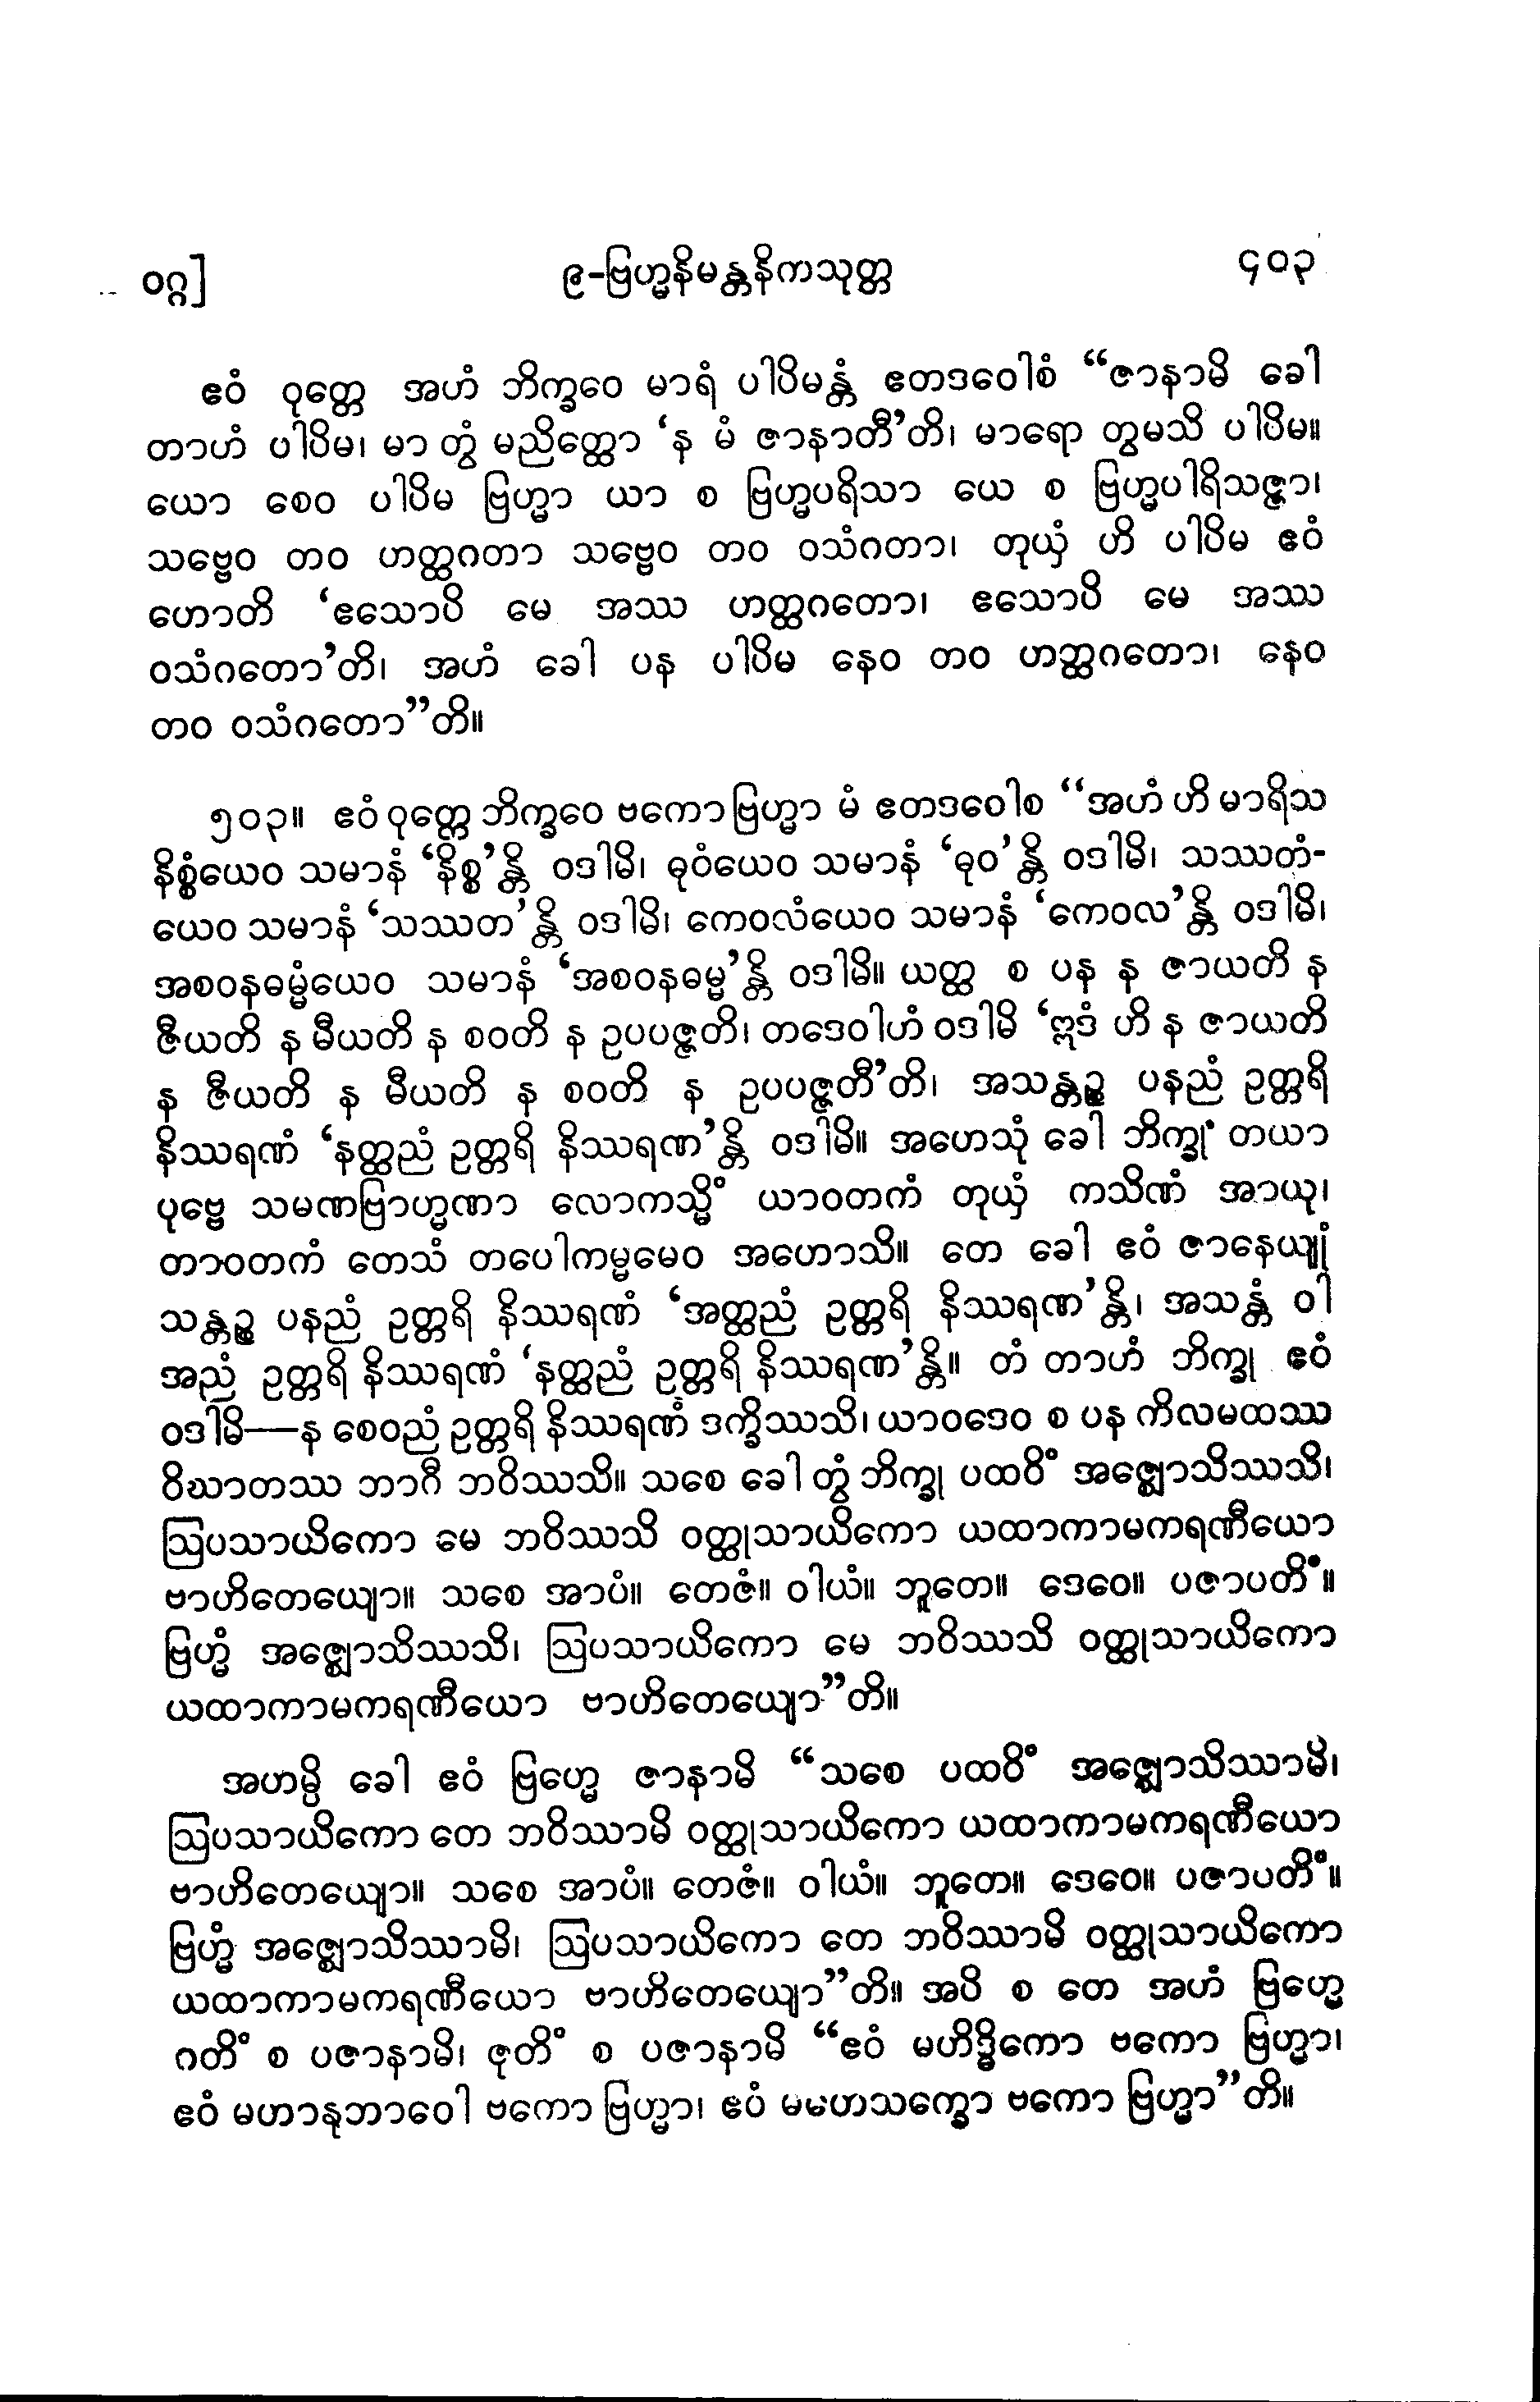 ဝဂ္ဂ]
၉-ဗြဟ္မနိမန္တနိကသုတ္တ
၄၀၃
ဧဝံ ဝုတ္တေ အဟံ ဘိက္ခဝေ မာရံ ပါပိမန္တံ ဧတဒဝေါစံ “ဇာနာမိ ခေါ
တာဟံ ပါပိမ၊ မာ တွံ မညိတ္ထော ‘န မံ ဇာနာတီ’တိ၊ မာရော တွမသိ ပါပိမ။
ယော စေဝ ပါပိမ ဗြဟ္မာ ယာ စ ဗြဟ္မပရိသာ ယေ စ ဗြဟ္မပါရိသဇ္ဇာ၊
သဗ္ဗေဝ တဝ ဟတ္ထဂတာ သဗ္ဗေဝ တဝ ဝသံဂတာ၊ တုယှံ ဟိ ပါပိမ ဧဝံ
ဟောတိ ‘ဧသောပိ မေ အဿ ဟတ္ထဂတော၊ ဧသောပိ မေ အဿ
ဝသံဂတော’တိ၊ အဟံ ခေါ ပန ပါပိမ နေဝ တဝ ဟတ္ထဂတော၊ နေဝ
တဝ ဝသံဂတော”တိ။
၅၀၃။ ဧဝံ ဝုတ္တေ ဘိက္ခဝေ ဗကော ဗြဟ္မာ မံ ဧတဒဝေါစ “အဟံ ဟိ မာရိသ
နိစ္စံယေဝ သမာနံ ‘နိစ္စ’န္တိ ဝဒါမိ၊ ဓုဝံယေဝ သမာနံ ‘ဓုဝ’န္တိ ဝဒါမိ၊ သဿတံ-
ယေဝ သမာနံ ‘သဿတ’န္တိ ဝဒါမိ၊ ကေဝလံယေဝ သမာနံ ‘ကေဝလ’န္တိ ဝဒါမိ၊
အစဝနဓမ္မံယေဝ သမာနံ ‘အစဝနဓမ္မ’န္တိ ဝဒါမိ။ ယတ္ထ စ ပန န ဇာယတိ န
ဇီယတိ န မီယတိ န စဝတိ န ဥပပဇ္ဇတိ၊ တဒေဝါဟံ ဝဒါမိ ‘ဣဒံ ဟိ န ဇာယတိ
န ဇီယတိ န မီယတိ န စဝတိ န ဥပပဇ္ဇတီ’တိ၊ အသန္တဉ္စ ပနညံ ဥတ္တရိ
နိဿရဏံ ‘နတ္ထညံ ဥတ္တရိ နိဿရဏ’န္တိ ဝဒါမိ။ အဟေသုံ ခေါ ဘိက္ခု တယာ
ပုဗ္ဗေ သမဏဗြာဟ္မဏာ လောကသ္မိံ ယာဝတကံ တုယှံ ကသိဏံ အာယု၊
တာဝတကံ တေသံ တပေါကမ္မမေဝ အဟောသိ။ တေ ခေါ ဧဝံ ဇာနေယျုံ
သန္တဉ္စ ပနညံ ဥတ္တရိ နိဿရဏံ ‘အတ္ထညံ ဥတ္တရိ နိဿရဏ’န္တိ၊ အသန္တံ ဝါ
အညံ ဥတ္တရိ နိဿရဏံ ‘နတ္ထညံ ဥတ္တရိ နိဿရဏ’န္တိ။ တံ တာဟံ ဘိက္ခု ဧဝံ
ဝဒါမိ—န စေဝညံ ဥတ္တရိ နိဿရဏံ ဒက္ခိဿသိ၊ ယာဝဒေဝ စ ပန ကိလမထဿ
ဝိဃာတဿ ဘာဂီ ဘဝိဿသိ။ သစေ ခေါ တွံ ဘိက္ခု ပထဝိံ အဇ္ဈောသိဿသိ၊
ဩပသာယိကော မေ ဘဝိဿသိ ဝတ္ထုသာယိကော ယထာကာမကရဏီယော
ဗာဟိတေယျော။ သစေ အာပံ။ တေဇံ။ ဝါယံ။ ဘူတေ။ ဒေဝေ။ ပဇာပတိံ။
ဗြဟ္မံ အဇ္ဈောသိဿသိ၊ ဩပသာယိကော မေ ဘဝိဿသိ ဝတ္ထုသာယိကော
ယထာကာမကရဏီယော ဗာဟိတေယျော”တိ။
အဟမ္ပိ ခေါ ဧဝံ ဗြဟ္မေ ဇာနာမိ “သစေ ပထဝိံ အဇ္ဈောသိဿာမိ၊
ဩပသာယိကော တေ ဘဝိဿာမိ ဝတ္ထုသာယိကော ယထာကာမကရဏီယော
ဗာဟိတေယျော။ သစေ အာပံ။ တေဇံ။ ဝါယံ။ ဘူတေ။ ဒေဝေ။ ပဇာပတိံ။
ဗြဟ္မံ အဇ္ဈောသိဿာမိ၊ ဩပသာယိကော တေ ဘဝိဿာမိ ဝတ္ထုသာယိကော
ယထာကာမကရဏီယော ဗာဟိတေယျော”တိ။ အပိ စ တေ အဟံ ဗြဟ္မေ
ဂတိံ စ ပဇာနာမိ၊ ဇုတိံ စ ပဇာနာမိ “ဧဝံ မဟိဒ္ဓိကော ဗကော ဗြဟ္မာ၊
ဧဝံ မဟာနုဘာဝေါ ဗကော ဗြဟ္မာ၊ ဧဝံ မမဟေသက္ခော ဗကော ဗြဟ္မာ”တိ။